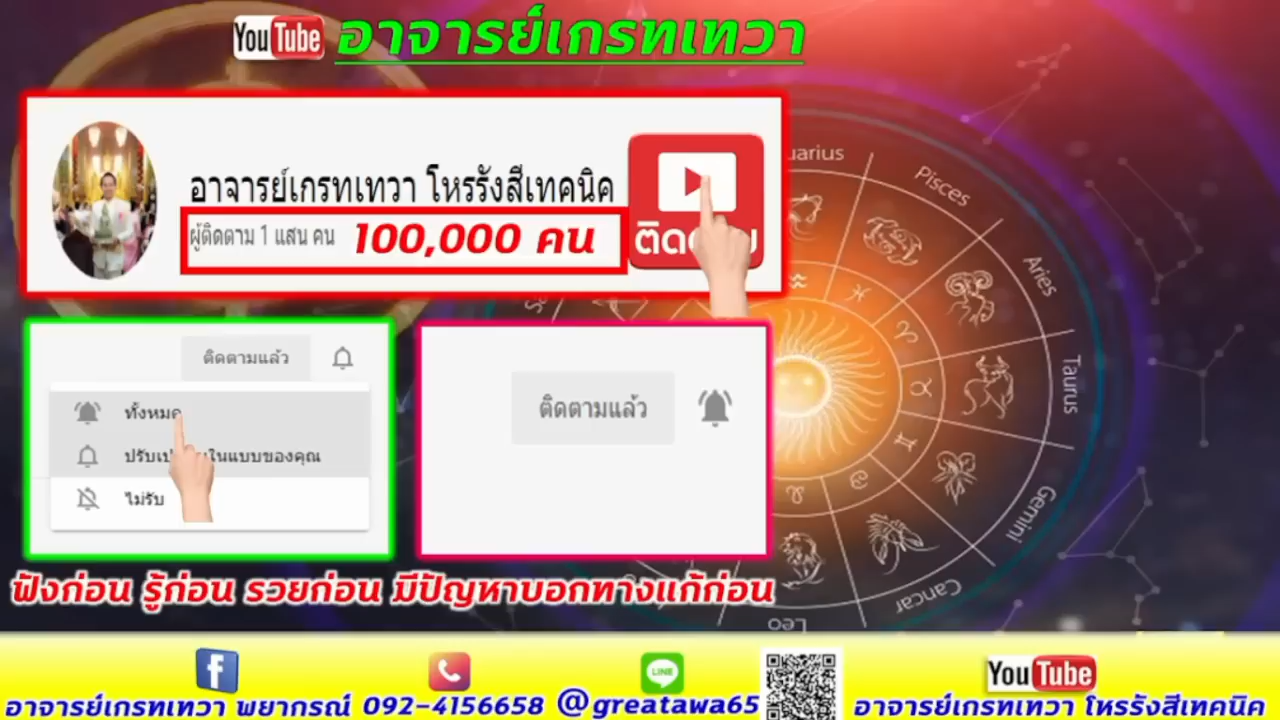 You Tube อาจารย์เกรทเทวา
อาจารย์เกรทเทวา โหรรังสีเทคนิค
ผู้ติดตาม 1 แสน คน 100,000 คน
ติดตามแล้ว
ทั้งหมด
ไม่รับ
ติดตามแล้ว
uarius
Pisces
Aries
Taurus
Gemini
Cancar
Leo
ฟังก่อน รู้ก่อน รวยก่อน มีปัญหาบอกทางแก้ก่อน
LINE
You Tube
อาจารย์เกรทเทวา พยากรณ์ 092-4156658 @greatawa65 อาจารย์เกรทเทวา โหรรังสีเทคนิค